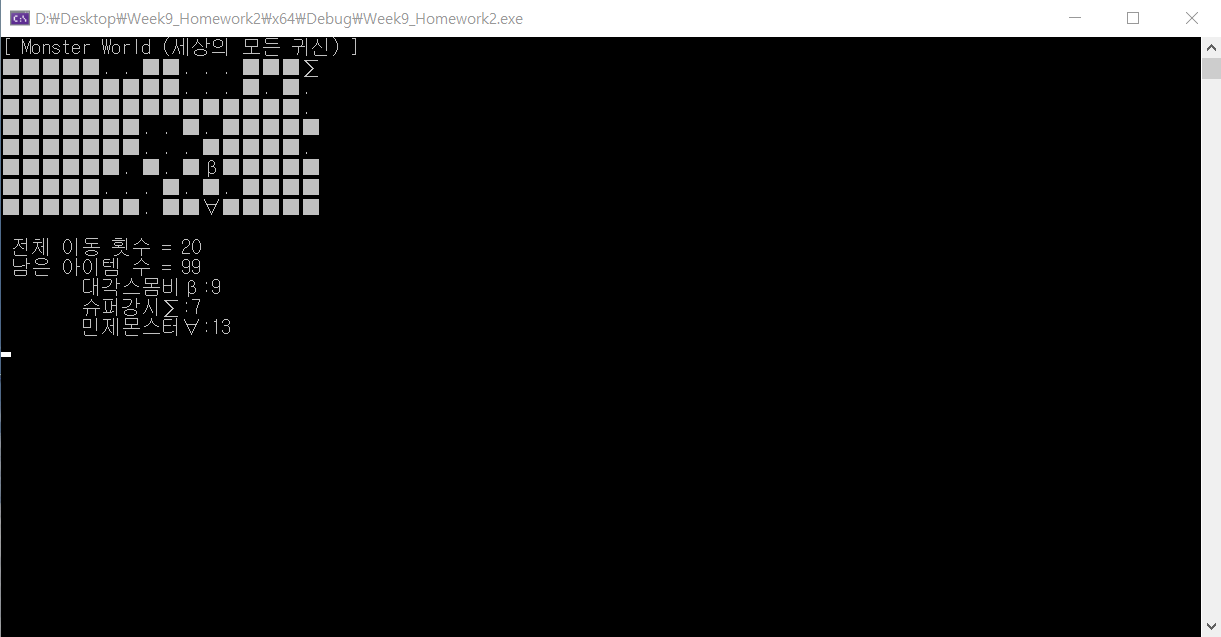 D:₩Desktop₩Week9_Homework2₩x64₩Debug₩Week9_Homework2.exe
[ Monster World (세상의 모든 귀신) ]
■■■■■. . ■■. . . ■■■∑
■■■■■■■■■. . . ■. ■.
■■■■■■■■■■■■■■■.
■■■■■■■. . ■. ■■■■■
■■■■■■■. . . ■■■■■.
■■■■■■. ■. ■β■■■■■
■■■■■. . . ■. ■. ■■■■
■■■■■■■. ■■∀■■■■■
전체 이동 횟수 = 20
남은 아이템 수 = 99
대각스몸비β:9
슈퍼강시∑:7
민제몬스터∀:13